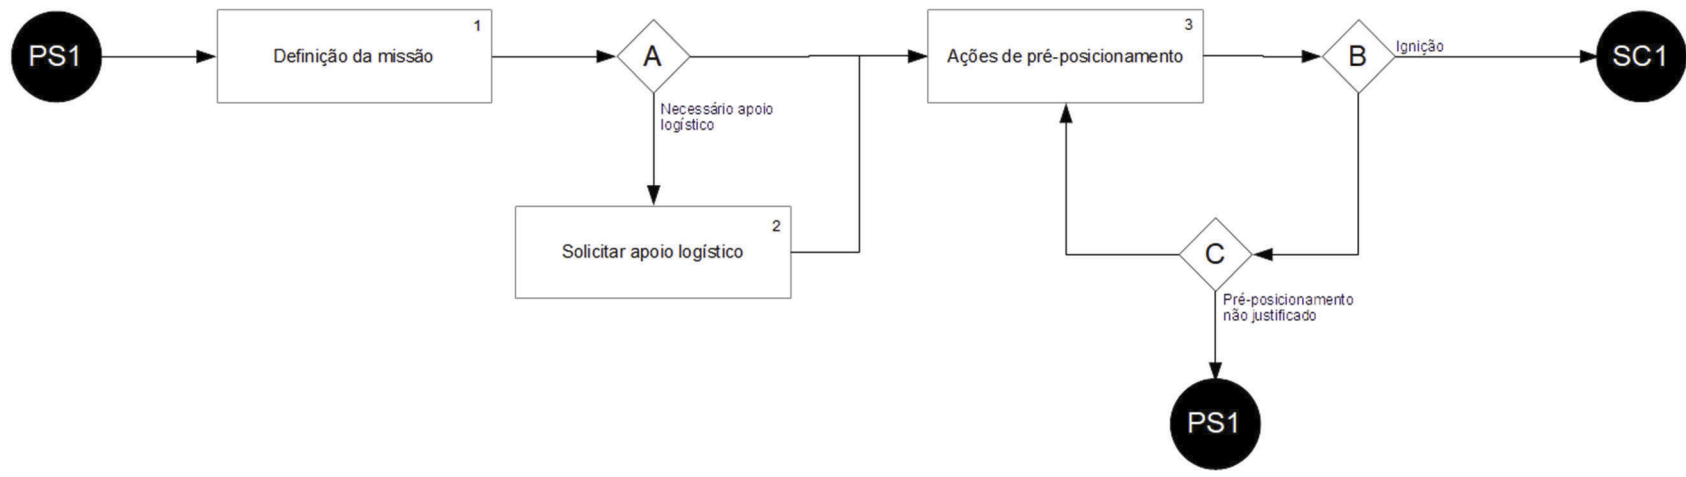 PS1
1
Definição da missão
A
Necessário apoio
logístico
2
Solicitar apoio logístico
3
Ações de pré-posicionamento
B
Ignição
SC1
C
Pré-posicionamento
não justificado
PS1